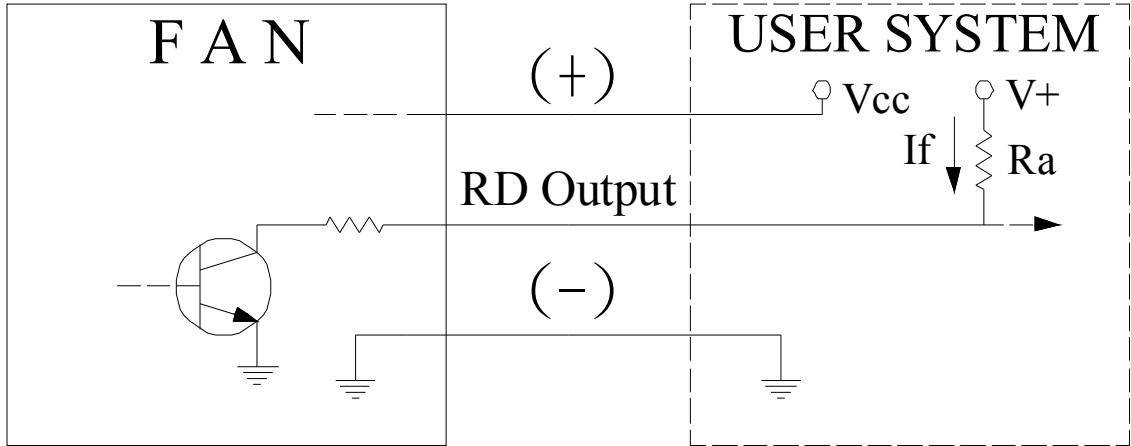 F A N
USER SYSTEM
(+)
Vcc
V+
If
Ra
RD Output
(-)